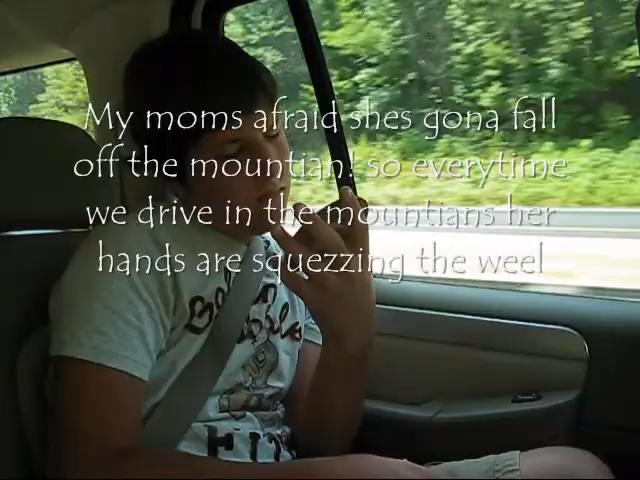 My moms afraid shes gona fall
off the mountian! so everytime
we drive in the mountians her
hands are squezzing the weel
FIT